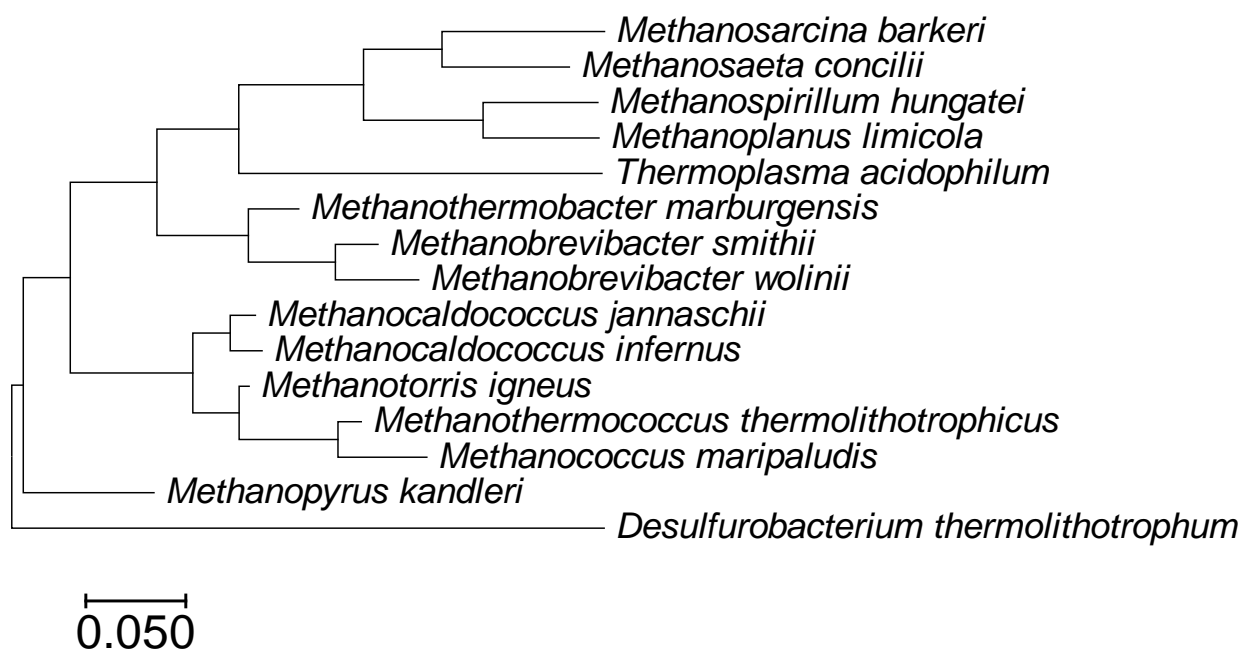 Methanosarcina barkeri
Methanosaeta concilii
Methanospirillum hungatei
Methanoplanus limicola
Thermoplasma acidophilum
Methanothermobacter marburgensis
Methanobrevibacter smithii
Methanobrevibacter wolinii
Methanocaldococcus jannaschii
Methanocaldococcus infernus
Methanotorris igneus
Methanothermococcus thermolithotrophicus
Methanococcus maripaludis
Methanopyrus kandleri
Desulfurobacterium thermolithotrophum
0.050